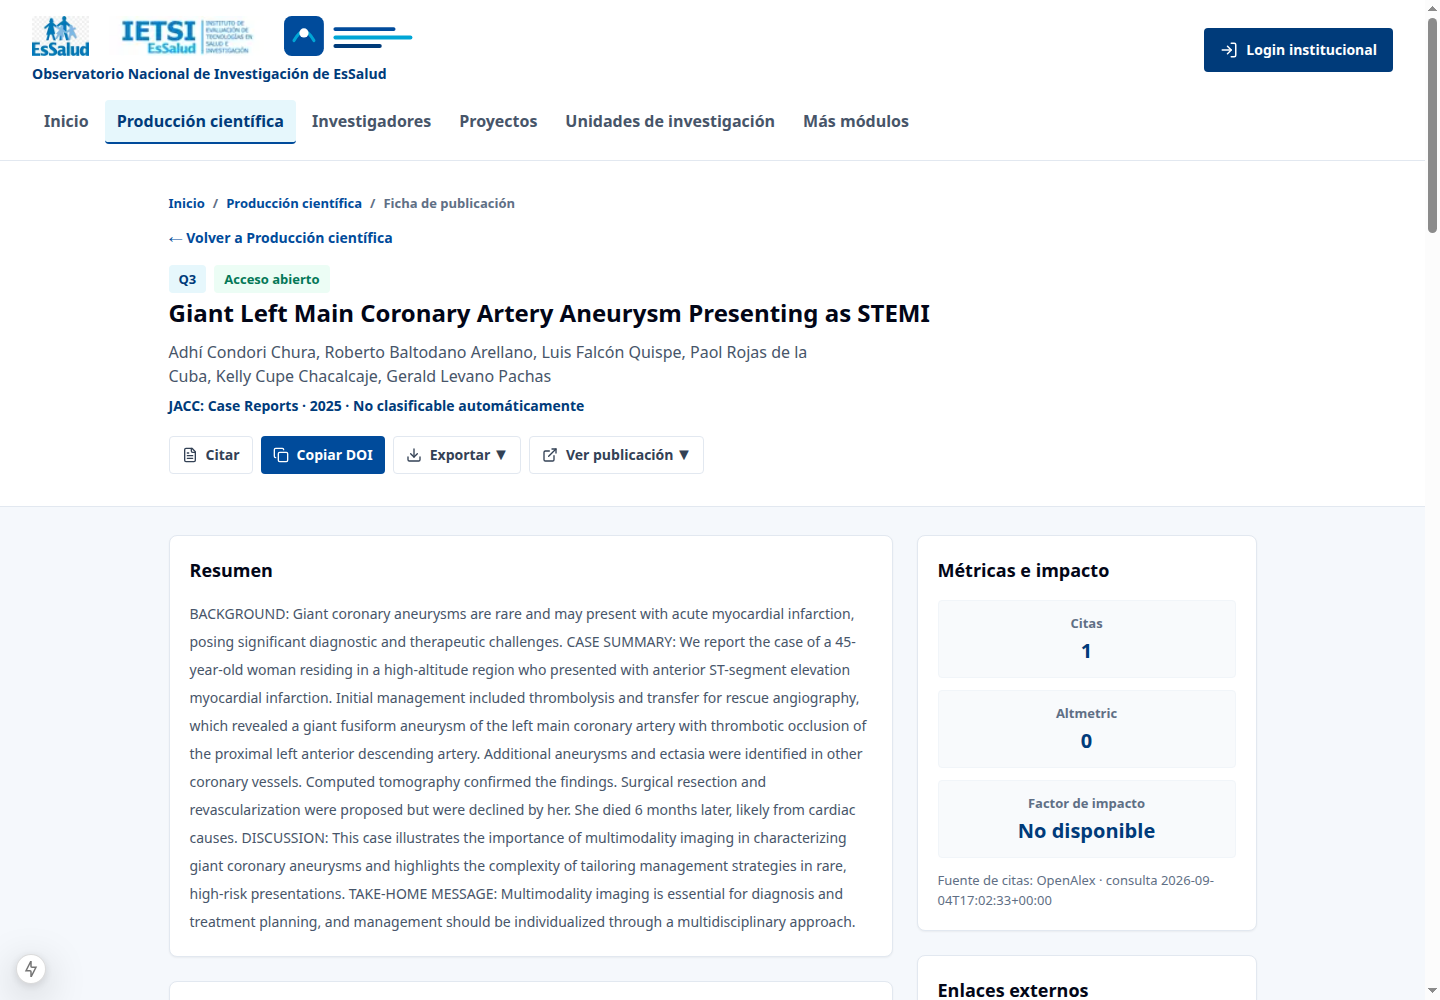 EsSalud
IETSI
EsSalud
INSTITUTO DE
EVALUACIÓN DE
TECNOLOGÍAS EN
SALUD E
INVESTIGACIÓN
Observatorio Nacional de Investigación de EsSalud
Login institucional
Inicio
Producción científica
Investigadores
Proyectos
Unidades de investigación
Más módulos
Inicio / Producción científica / Ficha de publicación
← Volver a Producción científica
Q3
Acceso abierto
Giant Left Main Coronary Artery Aneurysm Presenting as STEMI
Adhí Condori Chura, Roberto Baltodano Arellano, Luis Falcón Quispe, Paol Rojas de la
Cuba, Kelly Cupe Chacalcaje, Gerald Levano Pachas
JACC: Case Reports · 2025 · No clasificable automáticamente
Citar
Copiar DOI
Exportar ▼
Ver publicación ▼
Resumen
BACKGROUND: Giant coronary aneurysms are rare and may present with acute myocardial infarction,
posing significant diagnostic and therapeutic challenges. CASE SUMMARY: We report the case of a 45-
year-old woman residing in a high-altitude region who presented with anterior ST-segment elevation
myocardial infarction. Initial management included thrombolysis and transfer for rescue angiography,
which revealed a giant fusiform aneurysm of the left main coronary artery with thrombotic occlusion of
the proximal left anterior descending artery. Additional aneurysms and ectasia were identified in other
coronary vessels. Computed tomography confirmed the findings. Surgical resection and
revascularization were proposed but were declined by her. She died 6 months later, likely from cardiac
causes. DISCUSSION: This case illustrates the importance of multimodality imaging in characterizing
giant coronary aneurysms and highlights the complexity of tailoring management strategies in rare,
high-risk presentations. TAKE-HOME MESSAGE: Multimodality imaging is essential for diagnosis and
treatment planning, and management should be individualized through a multidisciplinary approach.
Métricas e impacto
Citas
1
Altmetric
0
Factor de impacto
No disponible
Fuente de citas: OpenAlex · consulta 2026-09-
04T17:02:33+00:00
Enlaces externos